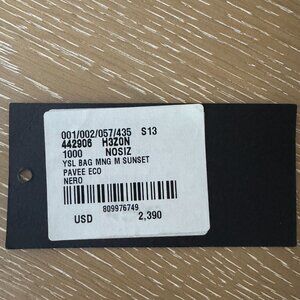 001/002/057/435 S13
442906 H3Z0N
1000 NOSIZ
YSL BAG MNG M SUNSET
PAVEE ECO
NERO
809976749
USD 2,390